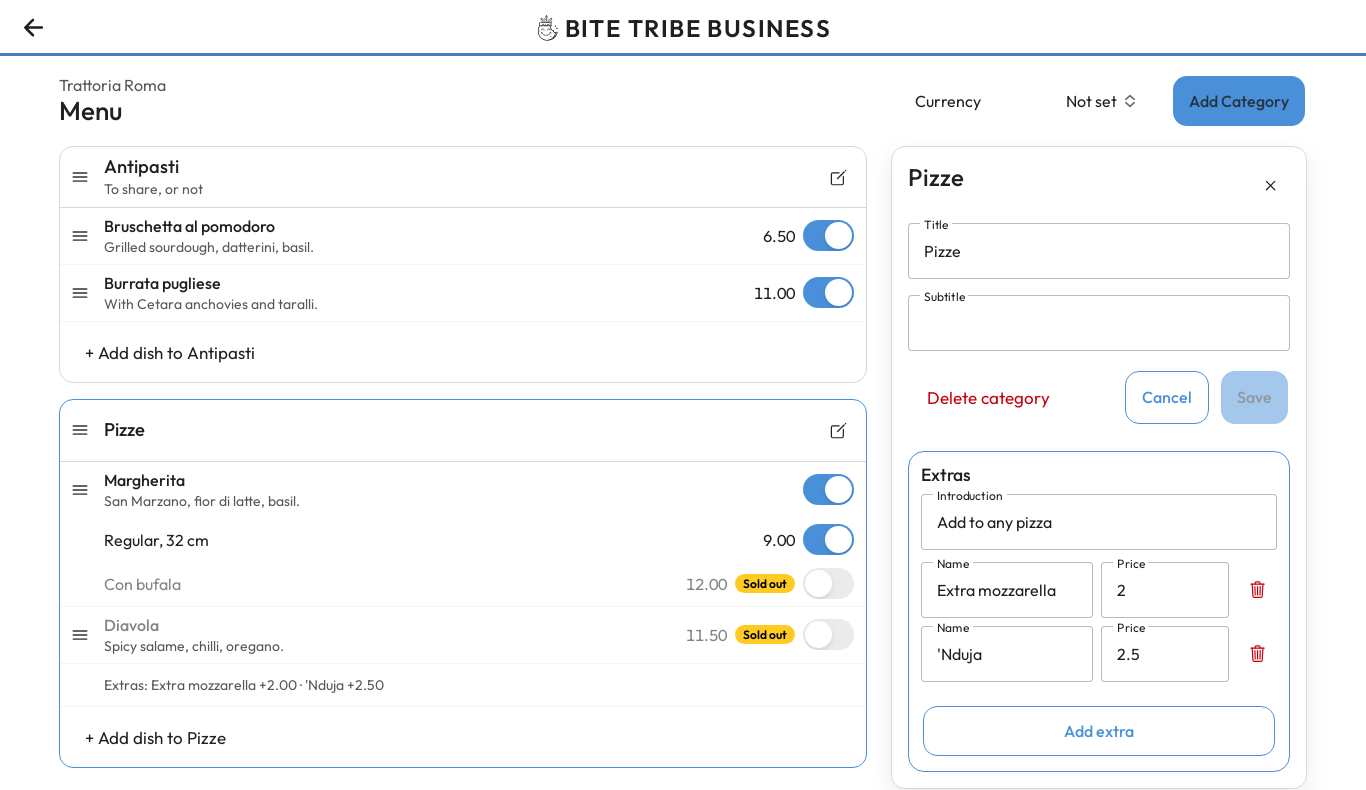 BITE TRIBE BUSINESS
Trattoria Roma
Menu
Currency
Not set
Add Category
Antipasti
To share, or not
Bruschetta al pomodoro
Grilled sourdough, datterini, basil.
6.50
Burrata pugliese
With Cetara anchovies and taralli.
11.00
+ Add dish to Antipasti
Pizze
Margherita
San Marzano, fior di latte, basil.
Regular, 32 cm
9.00
Con bufala
12.00
Sold out
Diavola
Spicy salame, chilli, oregano.
11.50
Sold out
Extras: Extra mozzarella +2.00 · 'Nduja +2.50
+ Add dish to Pizze
Pizze
Title
Pizze
Subtitle
Delete category
Cancel
Save
Extras
Introduction
Add to any pizza
Name
Extra mozzarella
Price
2
Name
'Nduja
Price
2.5
Add extra